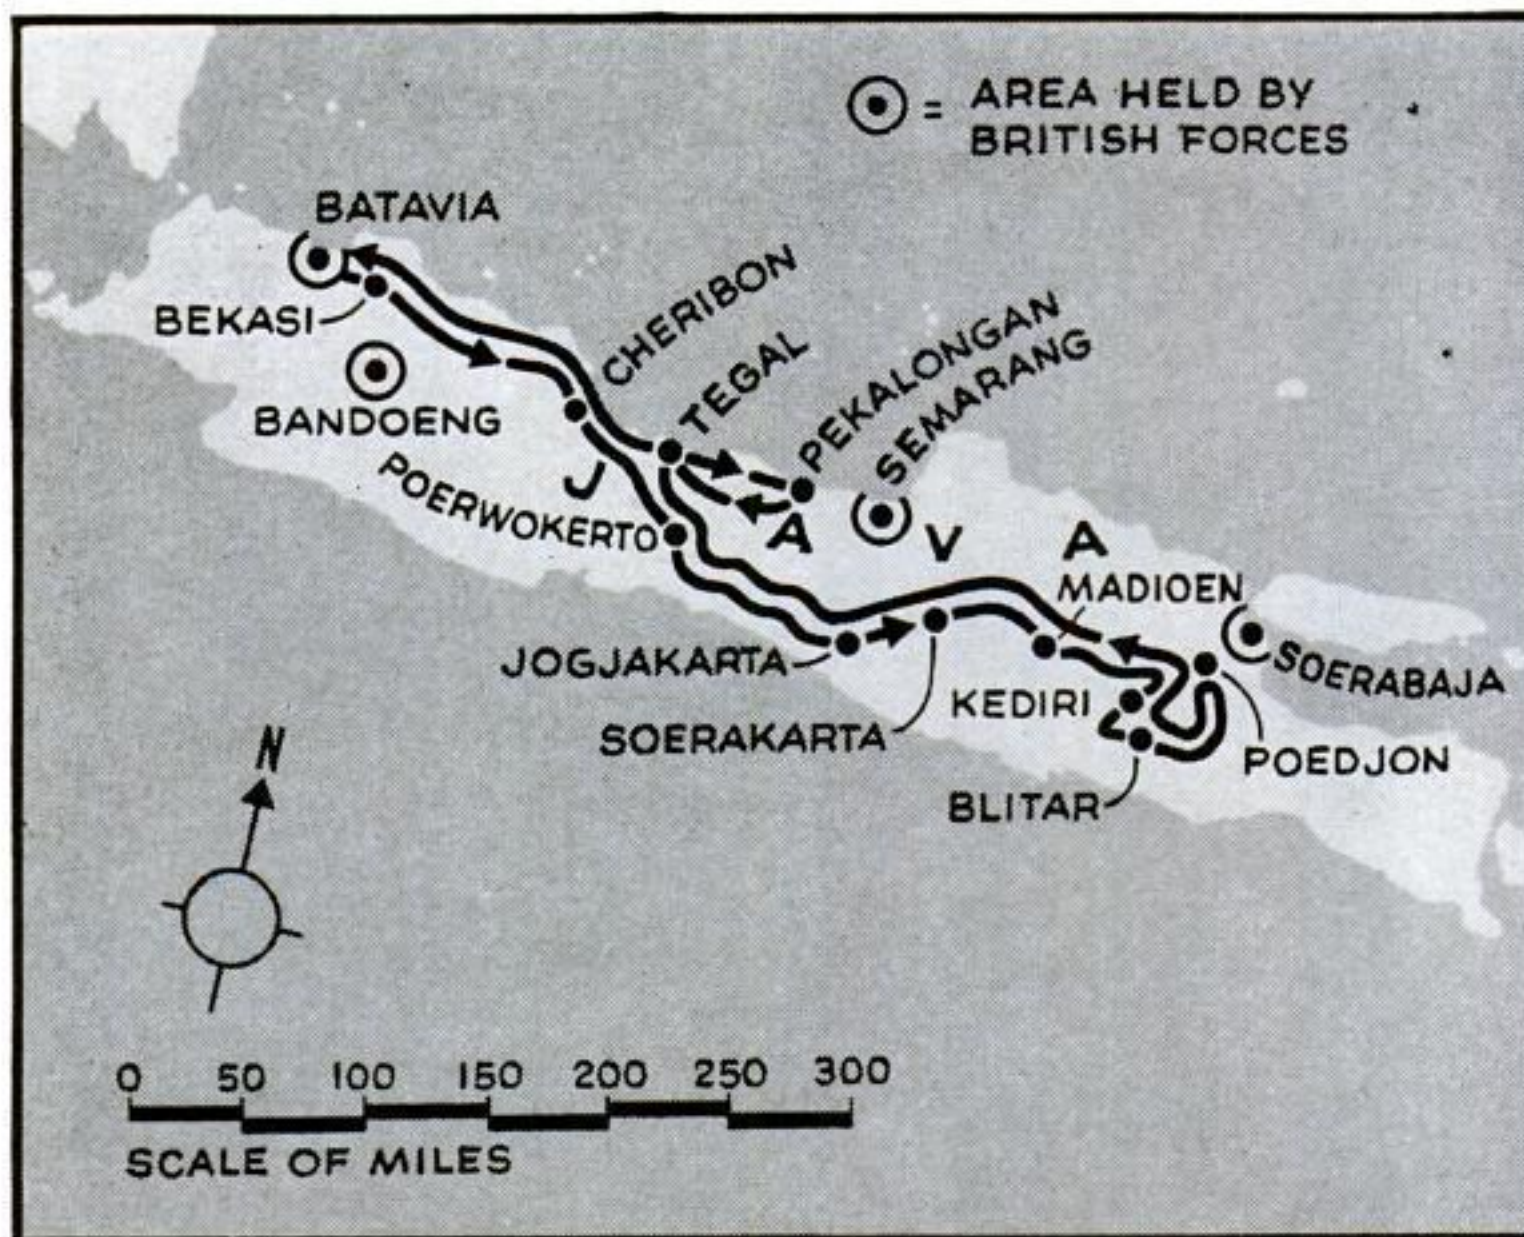 = AREA HELD BY
BRITISH FORCES
BATAVIA
BEKASI
BANDOENG
CHERIBON
TEGAL
PEKALONGAN
SEMARANG
POERWOKERTO
J A V A
MADIOEN
JOGJAKARTA
SOERAKARTA
KEDIRI
BLITAR
SOERABAJA
POEDJON
N
0 50 100 150 200 250 300
SCALE OF MILES